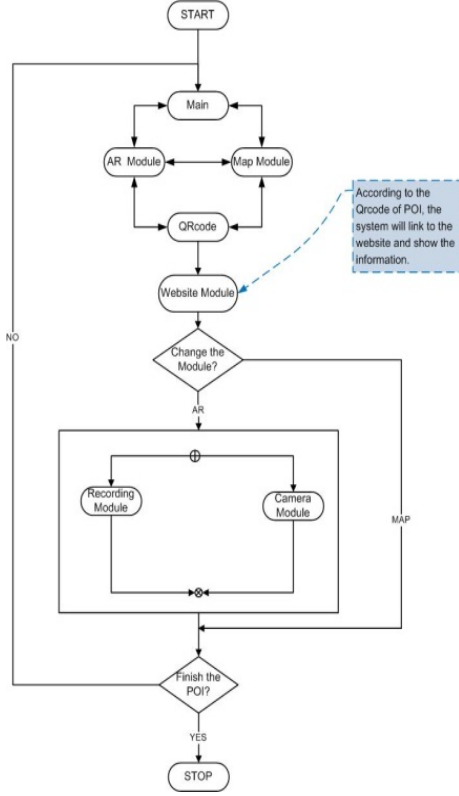 START
Main
AR Module
Map Module
According to the
Qrcode of POI, the
system will link to the
website and show the
information.
QRcode
Website Module
NO
Change the
Module?
AR
Recording
Module
Camera
Module
MAP
Finish the
POI?
YES
STOP